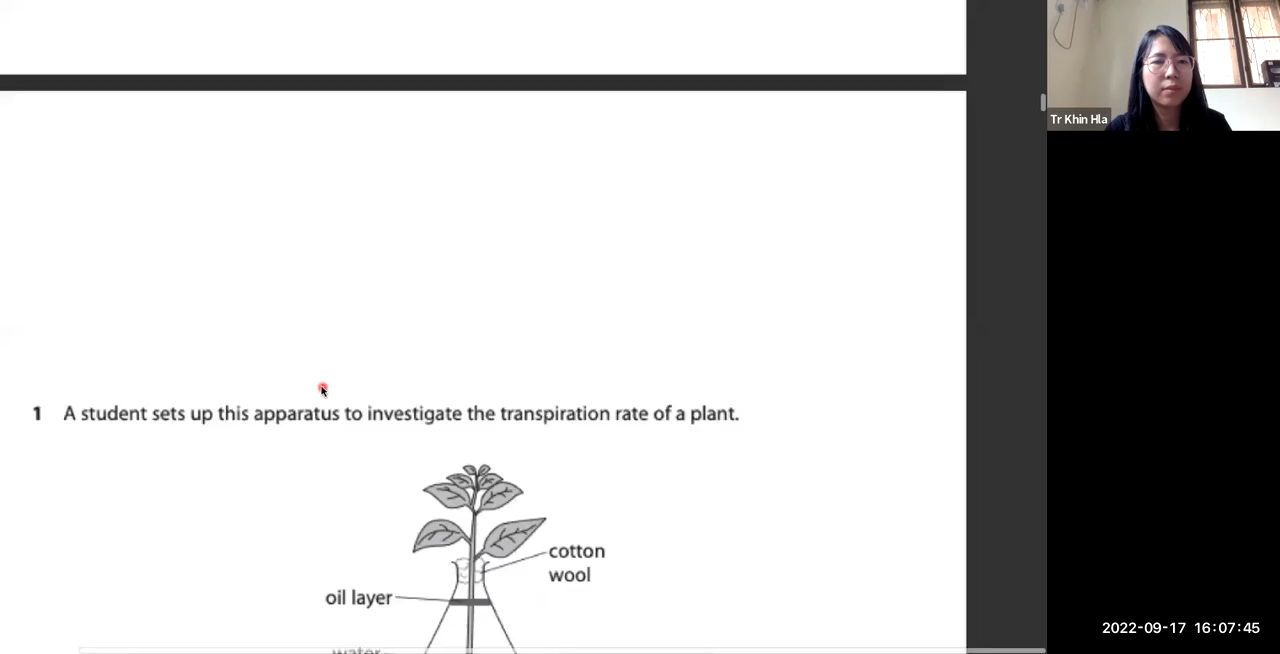 Tr Khin Hla
1 A student sets up this apparatus to investigate the transpiration rate of a plant.
cotton
wool
oil layer
water
2022-09-17 16:07:45